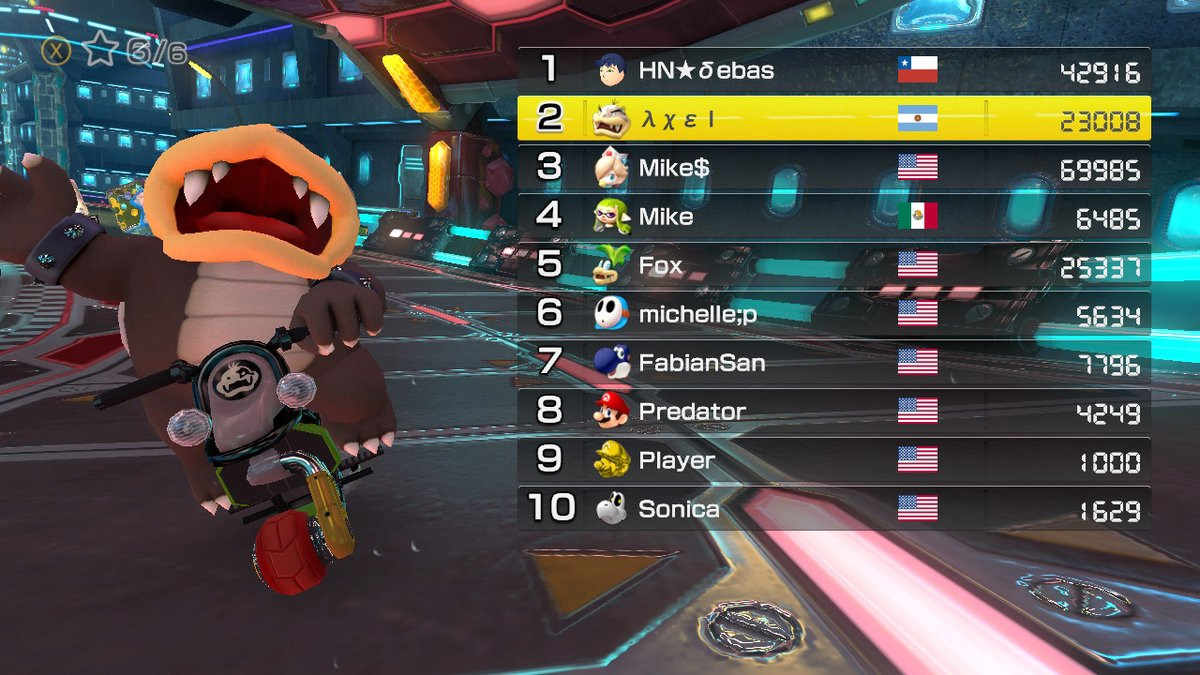 X ☆ 6/6
1 HN★δebas 42916
2 λχει 23008
3 Mike$ 69985
4 Mike 6485
5 Fox 25337
6 michelle;p 5634
7 FabianSan 7796
8 Predator 4249
9 Player 1000
10 Sonica 1629